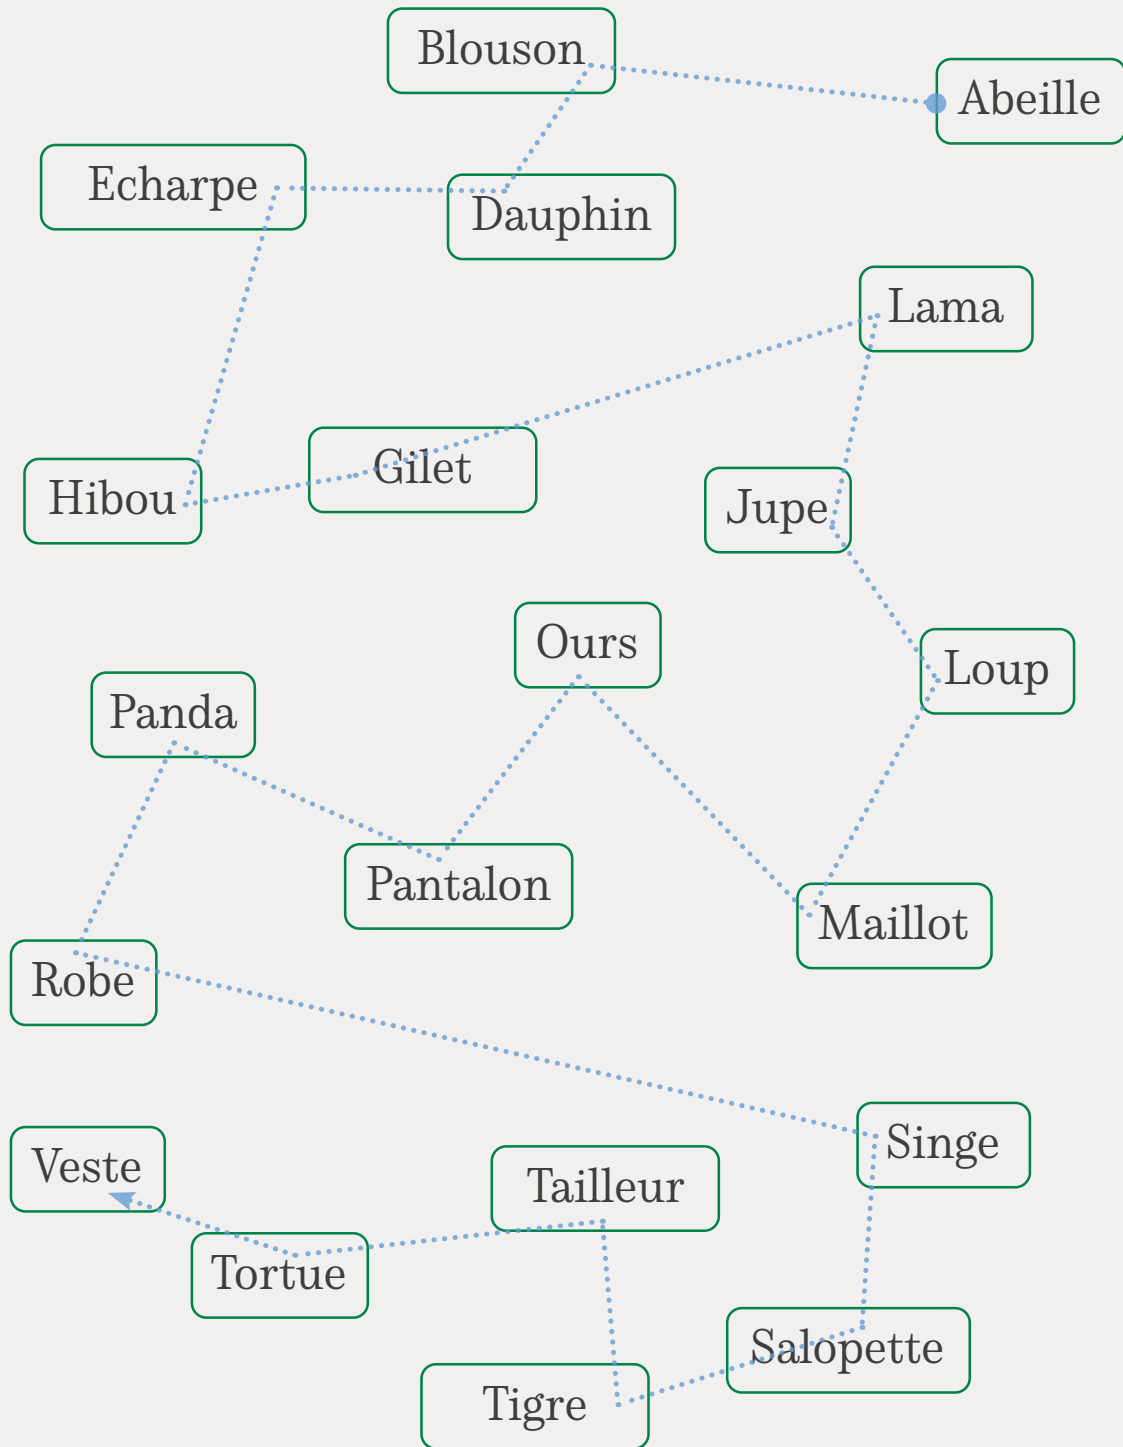 Blouson
Abeille
Echarpe
Dauphin
Lama
Gilet
Hibou
Jupe
Ours
Loup
Panda
Pantalon
Maillot
Robe
Singe
Veste
Tailleur
Tortue
Salopette
Tigre